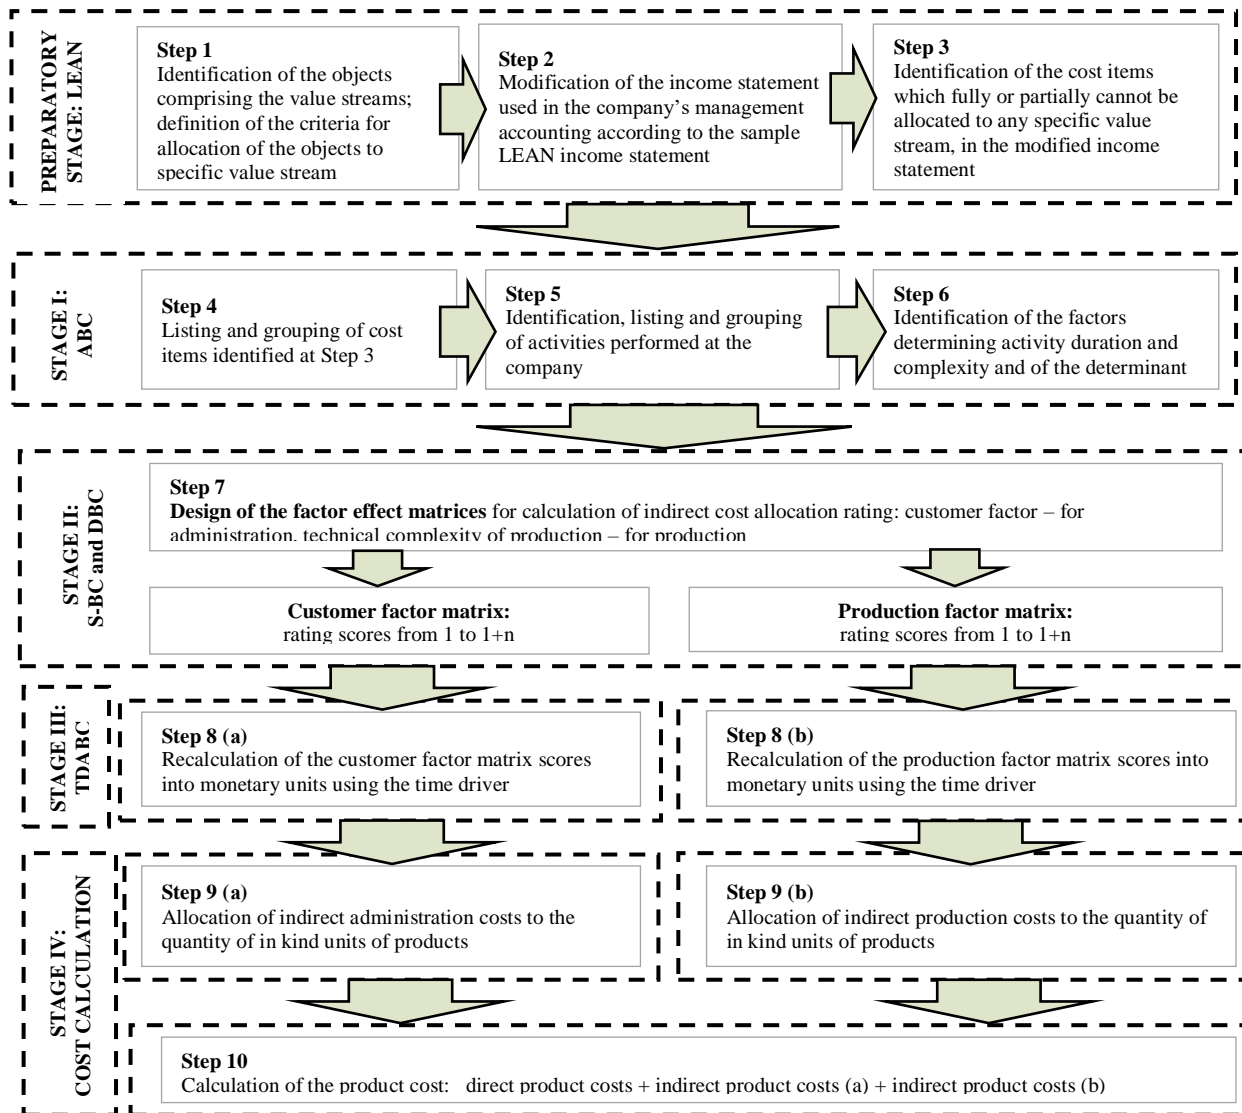 PREPARATORY
STAGE: LEAN
Step 1
Identification of the objects
comprising the value streams;
definition of the criteria for
allocation of the objects to
specific value stream
Step 2
Modification of the income statement
used in the company's management
accounting according to the sample
LEAN income statement
Step 3
Identification of the cost items
which fully or partially cannot be
allocated to any specific value
stream, in the modified income
statement
STAGE I:
ABC
Step 4
Listing and grouping of cost
items identified at Step 3
Step 5
Identification, listing and grouping
of activities performed at the
company
Step 6
Identification of the factors
determining activity duration and
complexity and of the determinant
STAGE II:
S-BC and DBC
Step 7
Design of the factor effect matrices for calculation of indirect cost allocation rating: customer factor – for
administration, technical complexity of production – for production
Customer factor matrix:
rating scores from 1 to 1+n
Production factor matrix:
rating scores from 1 to 1+n
STAGE III:
TDABC
Step 8 (a)
Recalculation of the customer factor matrix scores
into monetary units using the time driver
Step 8 (b)
Recalculation of the production factor matrix scores into
monetary units using the time driver
STAGE IV:
COST CALCULATION
Step 9 (a)
Allocation of indirect administration costs to the
quantity of in kind units of products
Step 9 (b)
Allocation of indirect production costs to the quantity of
in kind units of products
Step 10
Calculation of the product cost: direct product costs + indirect product costs (a) + indirect product costs (b)